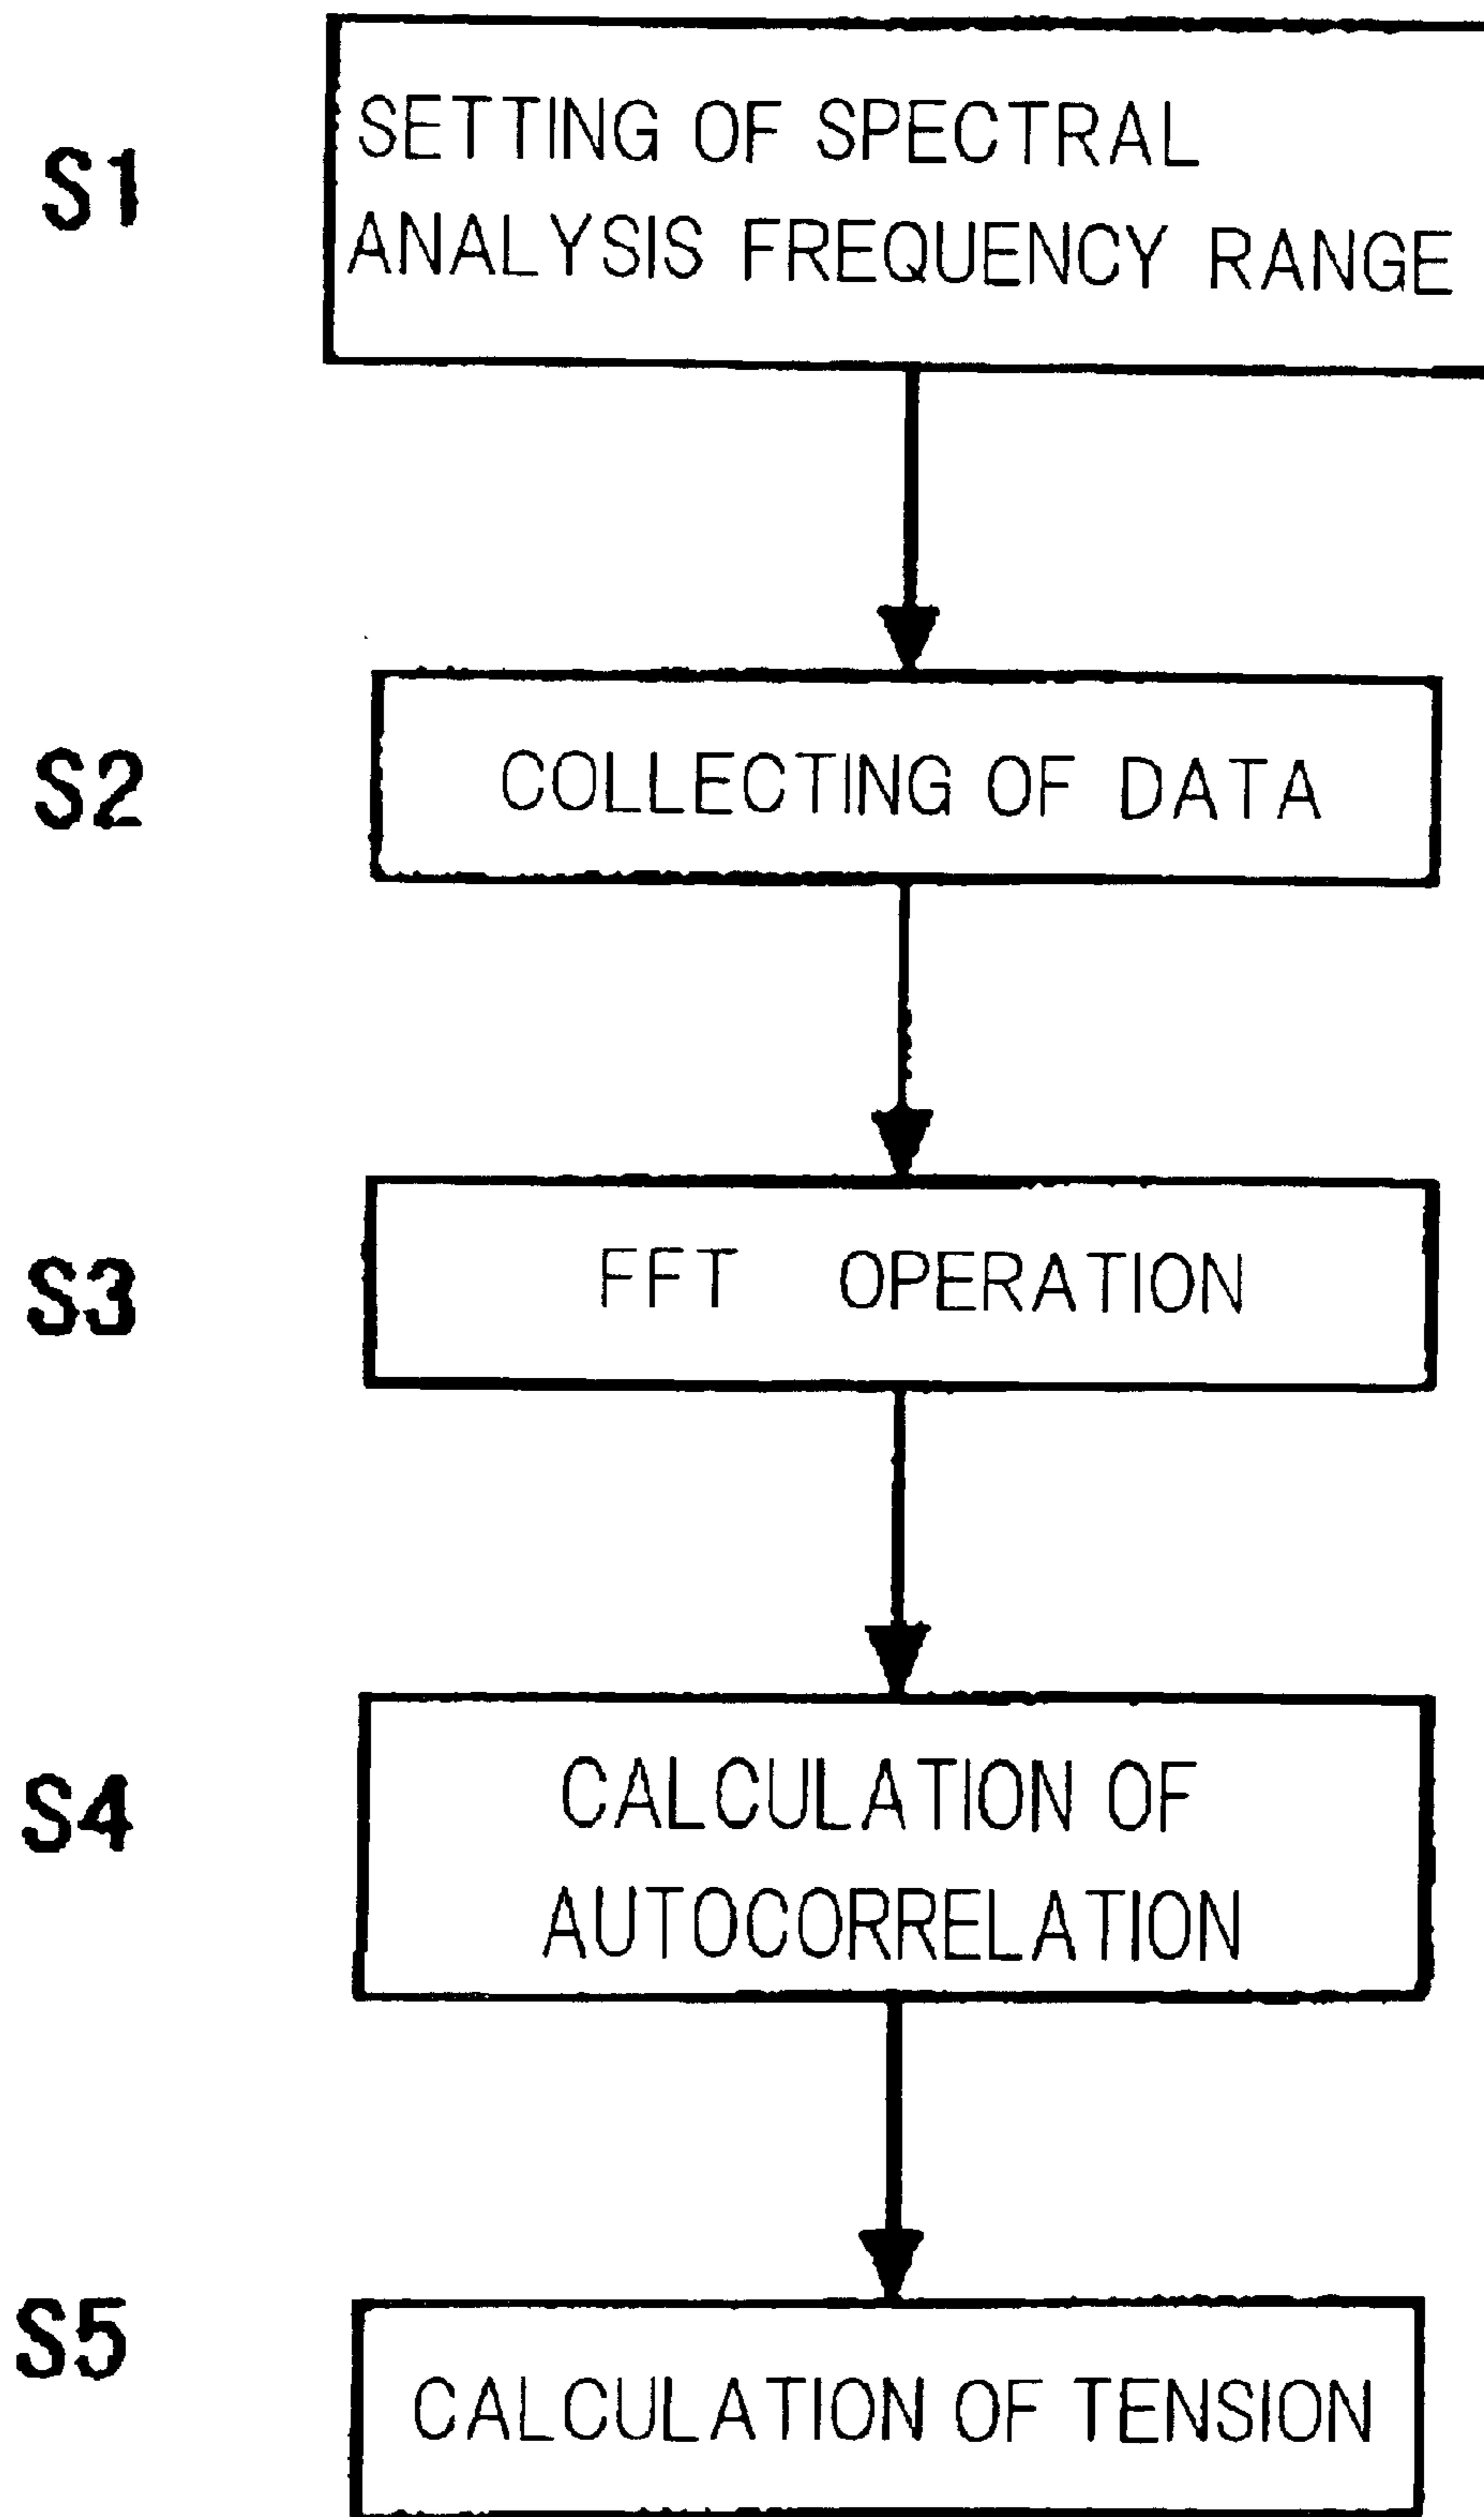 S1
SETTING OF SPECTRAL
ANALYSIS FREQUENCY RANGE
S2
COLLECTING OF DATA
S3
FFT OPERATION
S4
CALCULATION OF
AUTOCORRELATION
S5
CALCULATION OF TENSION